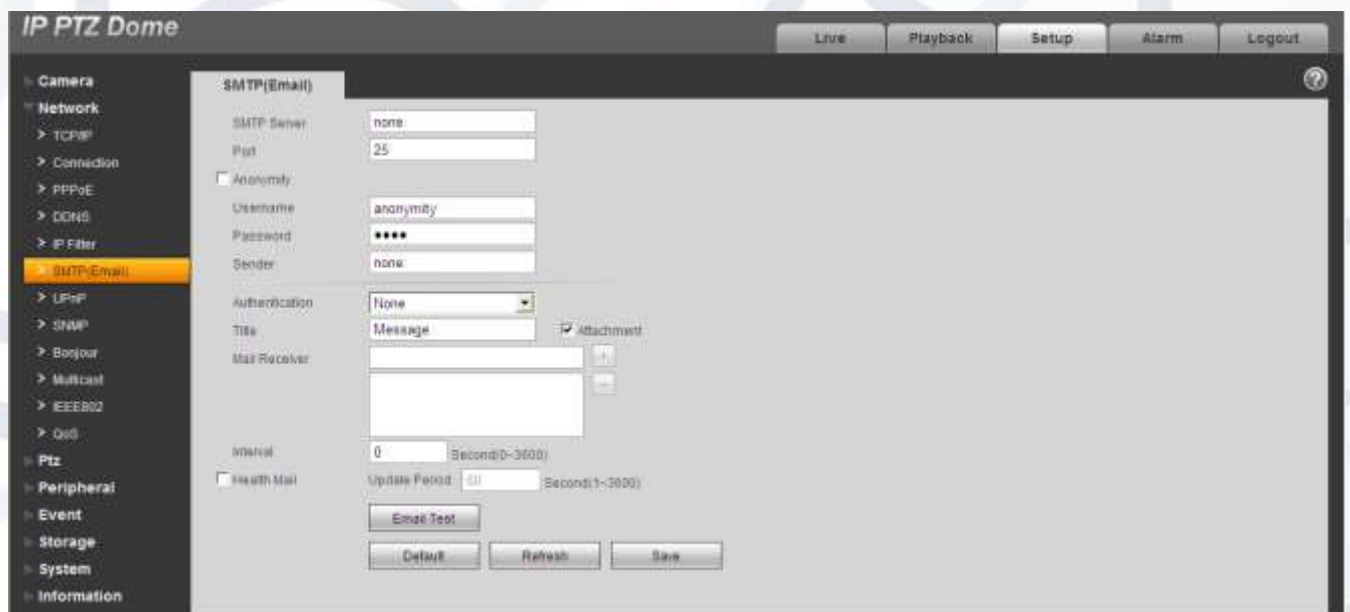 IP PTZ Dome
Live Playback Setup Alarm Logout
Camera
Network
TCP/IP
Connection
PPPoE
DDNS
IP Filter
SMTP(Email)
UPnP
SNMP
Bonjour
Multicast
IEEE802
QoS
Ptz
Peripheral
Event
Storage
System
Information
SMTP(Email)
SMTP Server none
Port 25
Anonymity
Username anonymity
Password ••••
Sender none
Authentication None
Title Message Attachment
Mail Receiver +
-
Interval 0 Second(0~3600)
Health Mail Update Period 60 Second(1~3600)
Email Test
Default Refresh Save